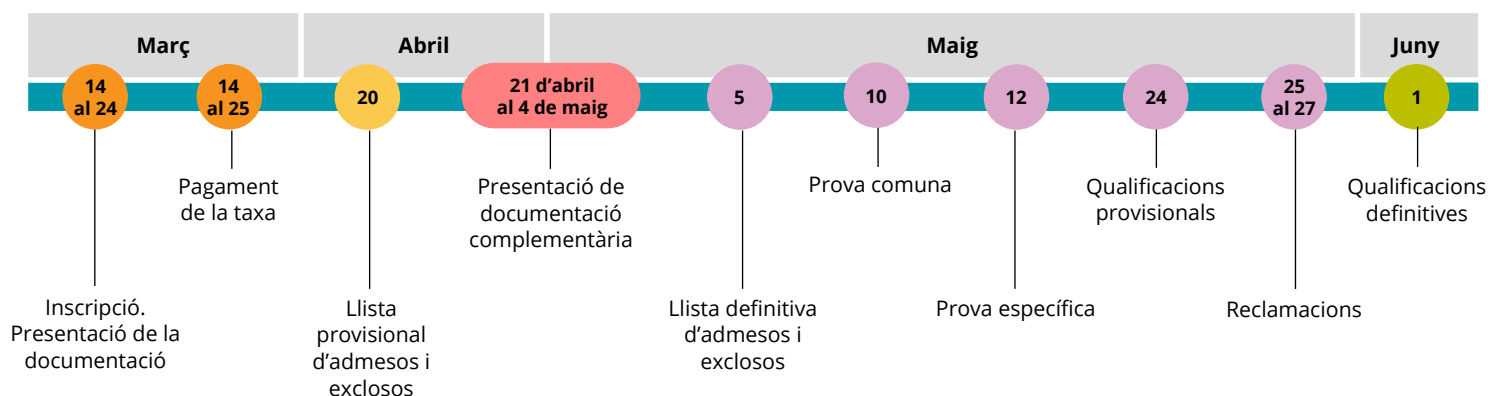 Març
Abril
Maig
Juny
14
al 24
14
al 25
20
21 d’abril
al 4 de maig
5
10
12
24
25
al 27
1
Pagament
de la taxa
Presentació de
documentació
complementària
Prova comuna
Qualificacions
provisionals
Qualificacions
definitives
Inscripció.
Presentació de la
documentació
Llista
provisional
d’admesos i
exclosos
Llista definitiva
d’admesos i
exclosos
Prova específica
Reclamacions